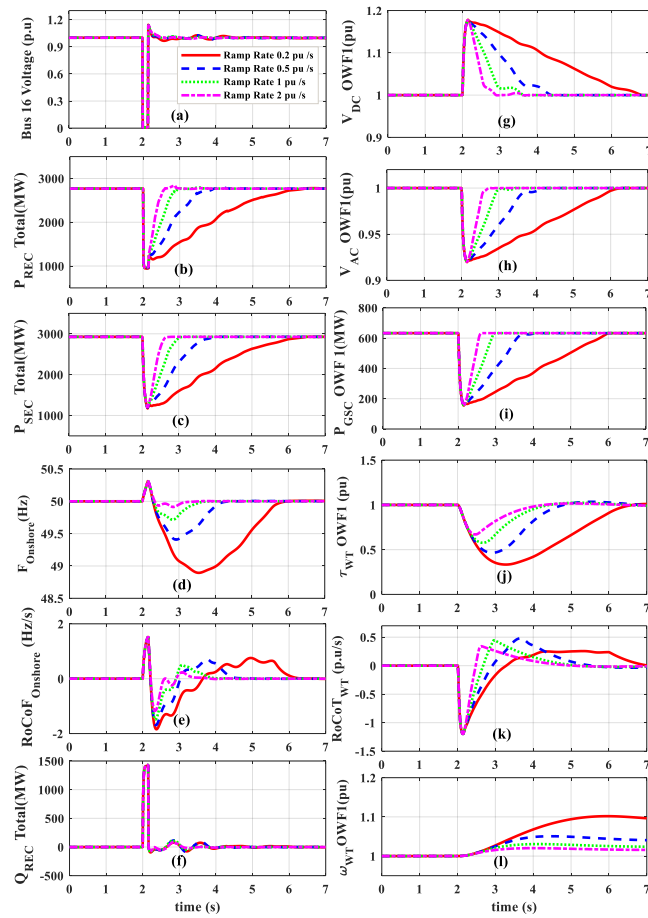 Bus 16 Voltage (p.u)
1.2
0.9
0.6
0.3
0
Ramp Rate 0.2 pu /s
Ramp Rate 0.5 pu /s
Ramp Rate 1 pu /s
Ramp Rate 2 pu /s
(a)
0 1 2 3 4 5 6 7
V_DC OWF1(pu)
1.2
1.1
1
0.9
(g)
0 1 2 3 4 5 6 7
P_REC Total(MW)
3000
2000
1000
(b)
0 1 2 3 4 5 6 7
V_AC OWF1(pu)
1
0.95
0.9
(h)
0 1 2 3 4 5 6 7
P_SEC Total(MW)
3000
2000
1000
(c)
0 1 2 3 4 5 6 7
P_GSC OWF 1(MW)
800
600
400
200
0
(i)
0 1 2 3 4 5 6 7
F_Onshore(Hz)
50.5
50
49.5
49
48.5
(d)
0 1 2 3 4 5 6 7
τ_WT OWF1 (pu)
1.5
1
0.5
0
(j)
0 1 2 3 4 5 6 7
RoCoF_Onshore (Hz/s)
2
0
-2
(e)
0 1 2 3 4 5 6 7
RoCoT_WT (p.u/s)
0.5
0
-0.5
-1
-1.5
(k)
0 1 2 3 4 5 6 7
Q_REC Total(MW)
1500
1000
500
0
-500
(f)
0 1 2 3 4 5 6 7
time (s)
ω_WT OWF1(pu)
1.2
1.1
1
(l)
0 1 2 3 4 5 6 7
time (s)